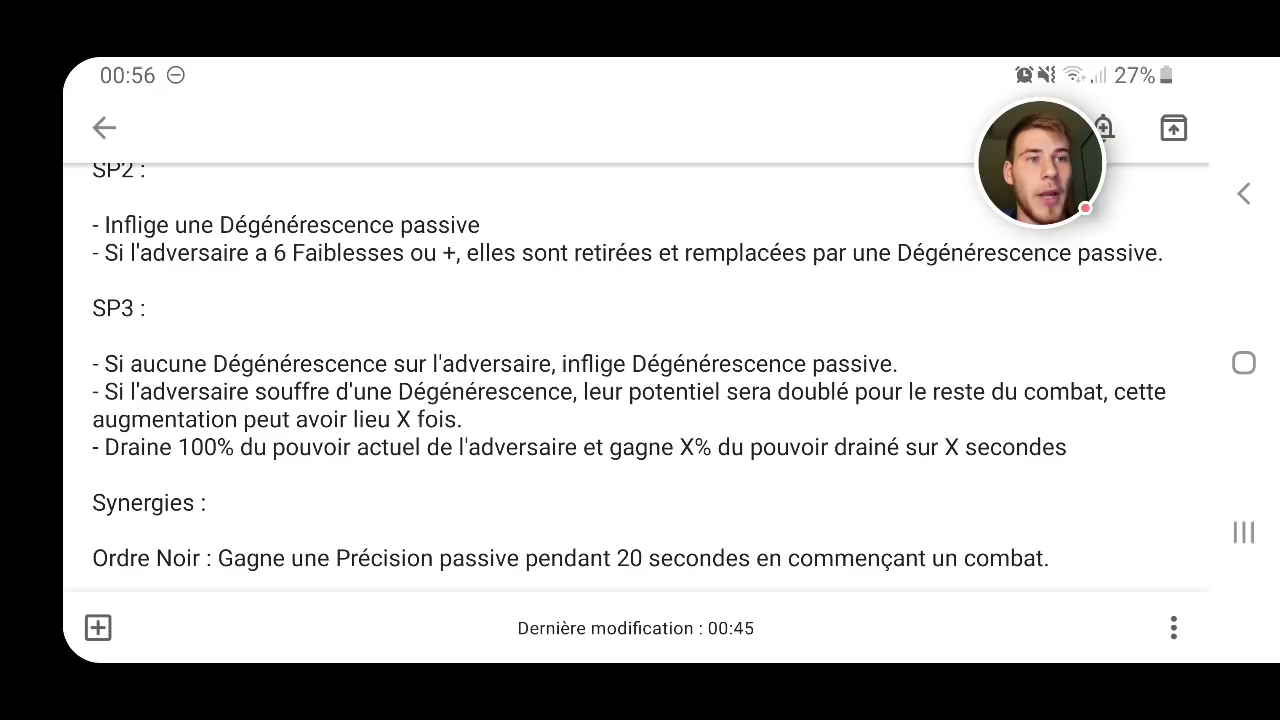 00:56
27%
SP2 :
- Inflige une Dégénérescence passive
- Si l'adversaire a 6 Faiblesses ou +, elles sont retirées et remplacées par une Dégénérescence passive.
SP3 :
- Si aucune Dégénérescence sur l'adversaire, inflige Dégénérescence passive.
- Si l'adversaire souffre d'une Dégénérescence, leur potentiel sera doublé pour le reste du combat, cette
augmentation peut avoir lieu X fois.
- Draine 100% du pouvoir actuel de l'adversaire et gagne X% du pouvoir drainé sur X secondes
Synergies :
Ordre Noir : Gagne une Précision passive pendant 20 secondes en commençant un combat.
Dernière modification : 00:45